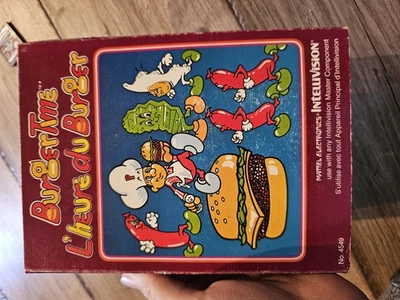 BurgerTime™
L'heure du Burger
MATTEL ELECTRONICS® INTELLIVISION®
use with any Intellivision Master Component
S'utilise avec tout Appareil Principal d'Intellivision
No. 4549